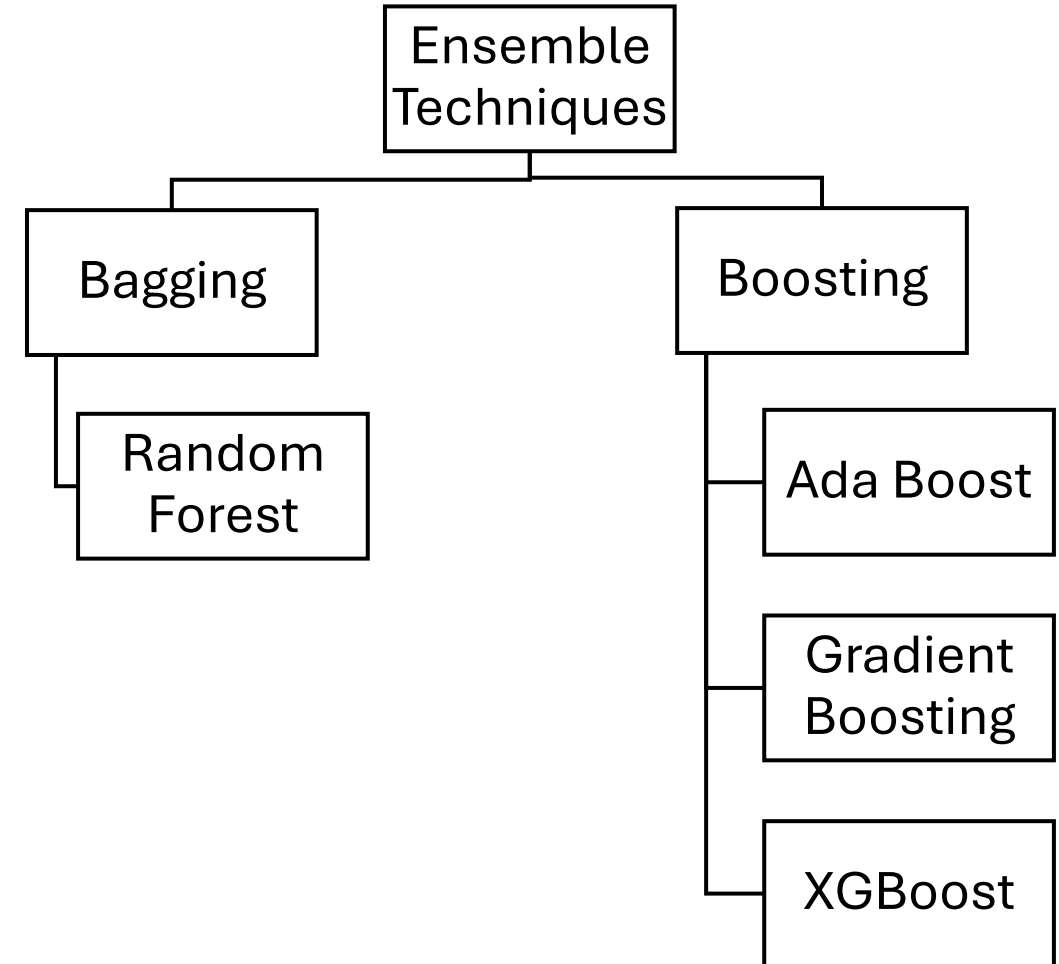 Ensemble
Techniques
Bagging
Boosting
Random
Forest
Ada Boost
Gradient
Boosting
XGBoost